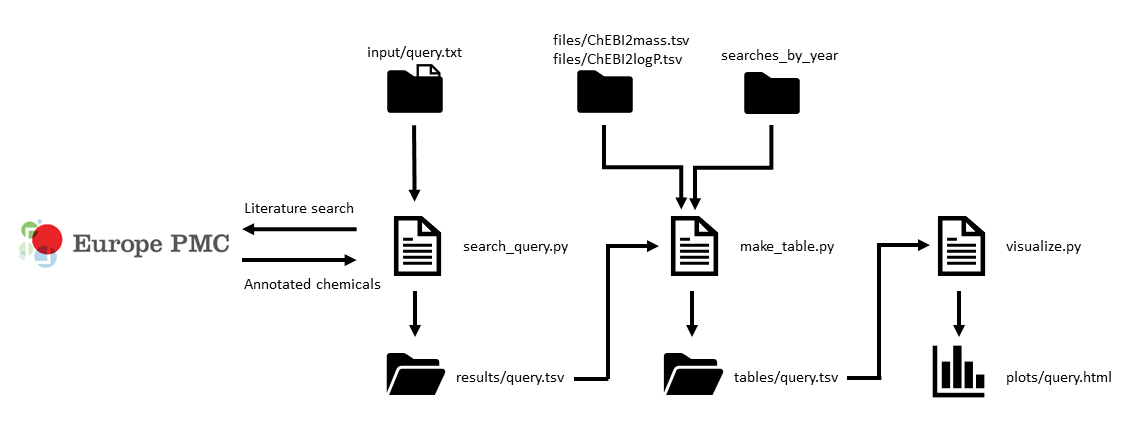 input/query.txt
files/ChEBI2mass.tsv
files/ChEBI2logP.tsv
searches_by_year
Literature search
Europe PMC
Annotated chemicals
search_query.py
make_table.py
visualize.py
results/query.tsv
tables/query.tsv
plots/query.html